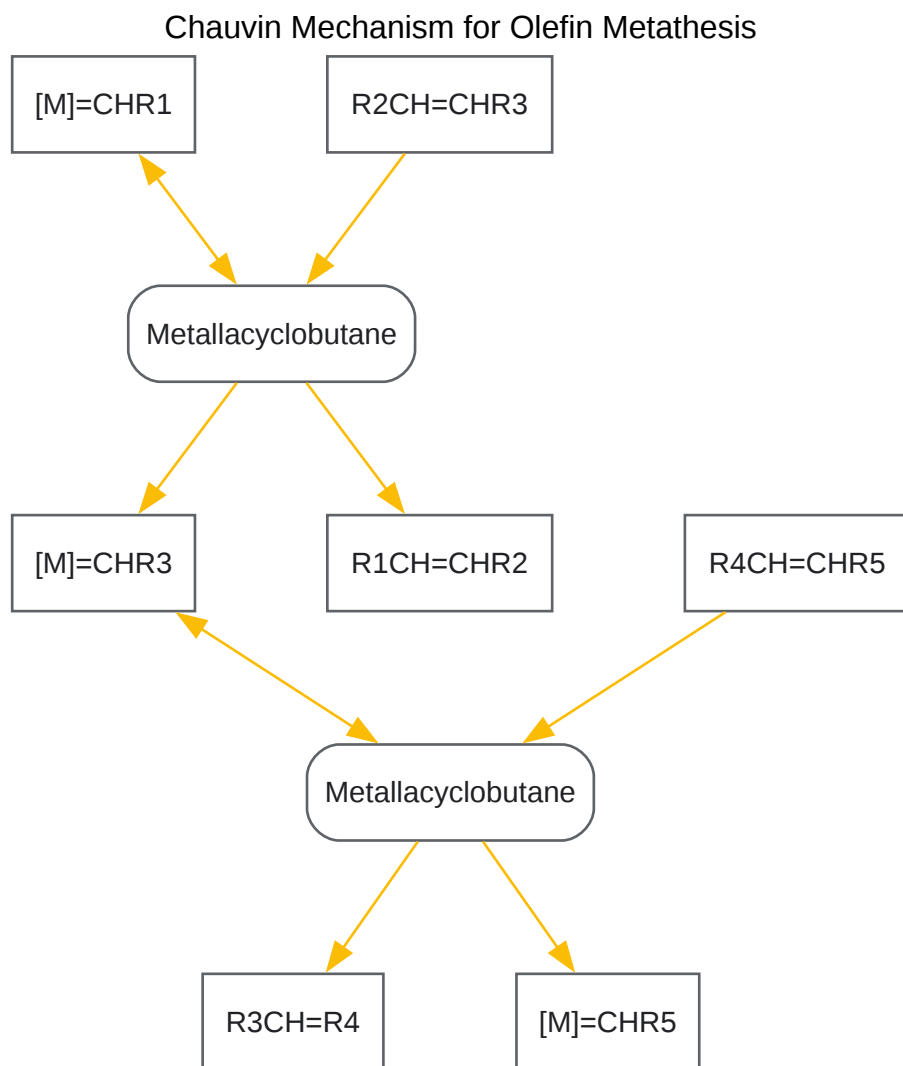 Chauvin Mechanism for Olefin Metathesis
[M]=CHR1
R2CH=CHR3
Metallacyclobutane
[M]=CHR3
R1CH=CHR2
R4CH=CHR5
Metallacyclobutane
R3CH=R4
[M]=CHR5